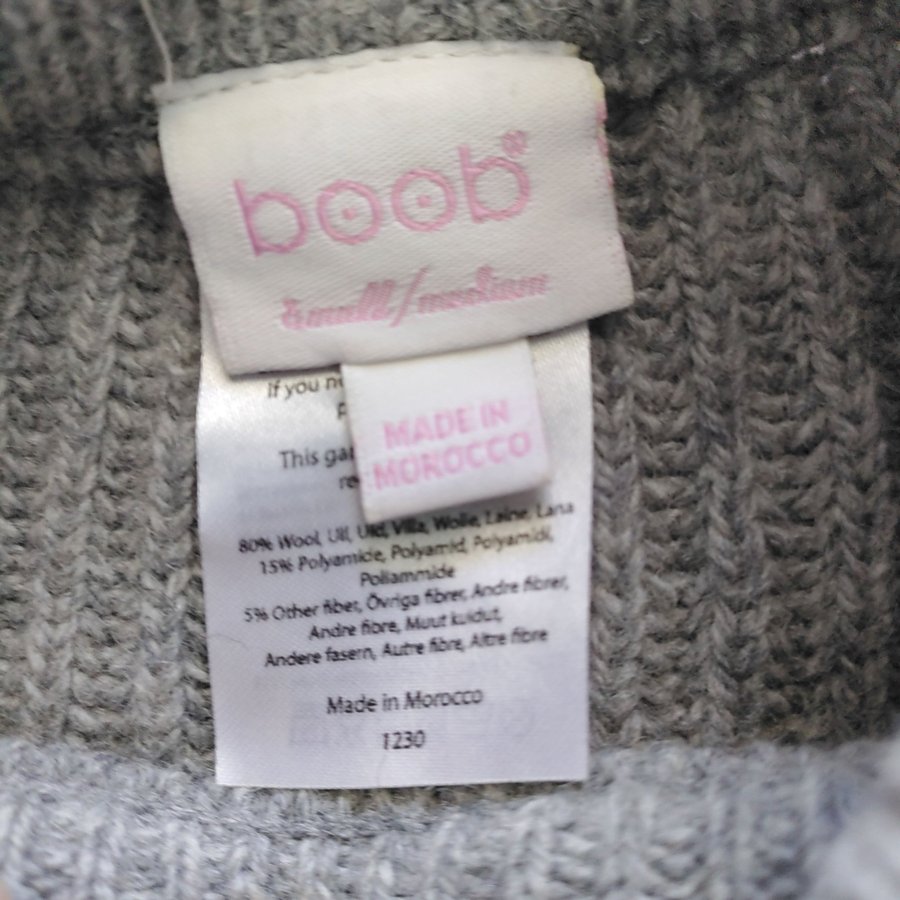 boob®
small/medium
MADE IN
MOROCCO
If you
This
80% Wool, Ull, Uld, Villa, Wolle, Laine, Lana
15% Polyamide, Polyamid, Polyamidi,
Poliammide
5% Other fiber, Övriga fibrer, Andre fibrer,
Andre fibre, Muut kuidut,
Andere fasern, Autre fibre, Altre fibre
Made in Morocco
1230